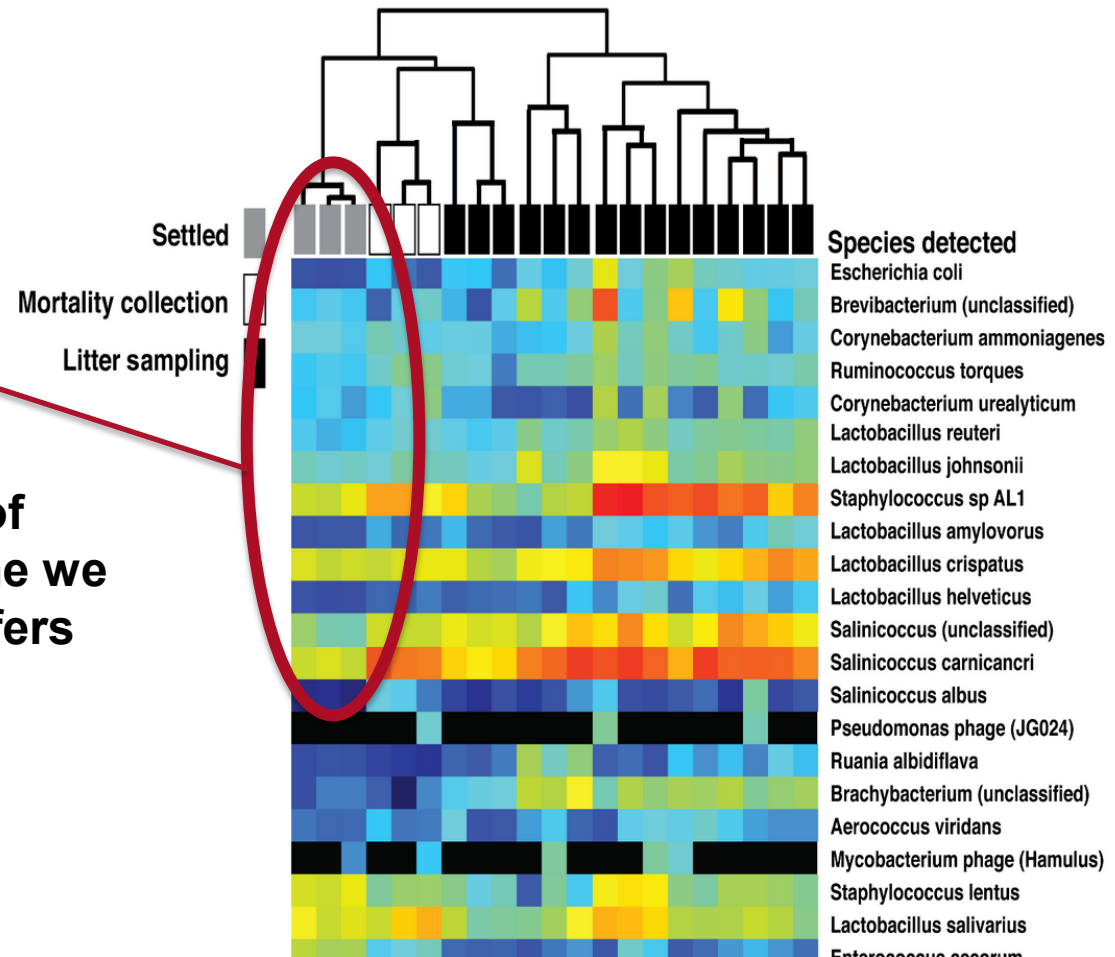 Settled
Mortality collection
Litter sampling
of
we
fers
Species detected
Escherichia coli
Brevibacterium (unclassified)
Corynebacterium ammoniagenes
Ruminococcus torques
Corynebacterium urealyticum
Lactobacillus reuteri
Lactobacillus johnsonii
Staphylococcus sp AL1
Lactobacillus amylovorus
Lactobacillus crispatus
Lactobacillus helveticus
Salinicoccus (unclassified)
Salinicoccus carnicancri
Salinicoccus albus
Pseudomonas phage (JG024)
Ruania albidiflava
Brachybacterium (unclassified)
Aerococcus viridans
Mycobacterium phage (Hamulus)
Staphylococcus lentus
Lactobacillus salivarius